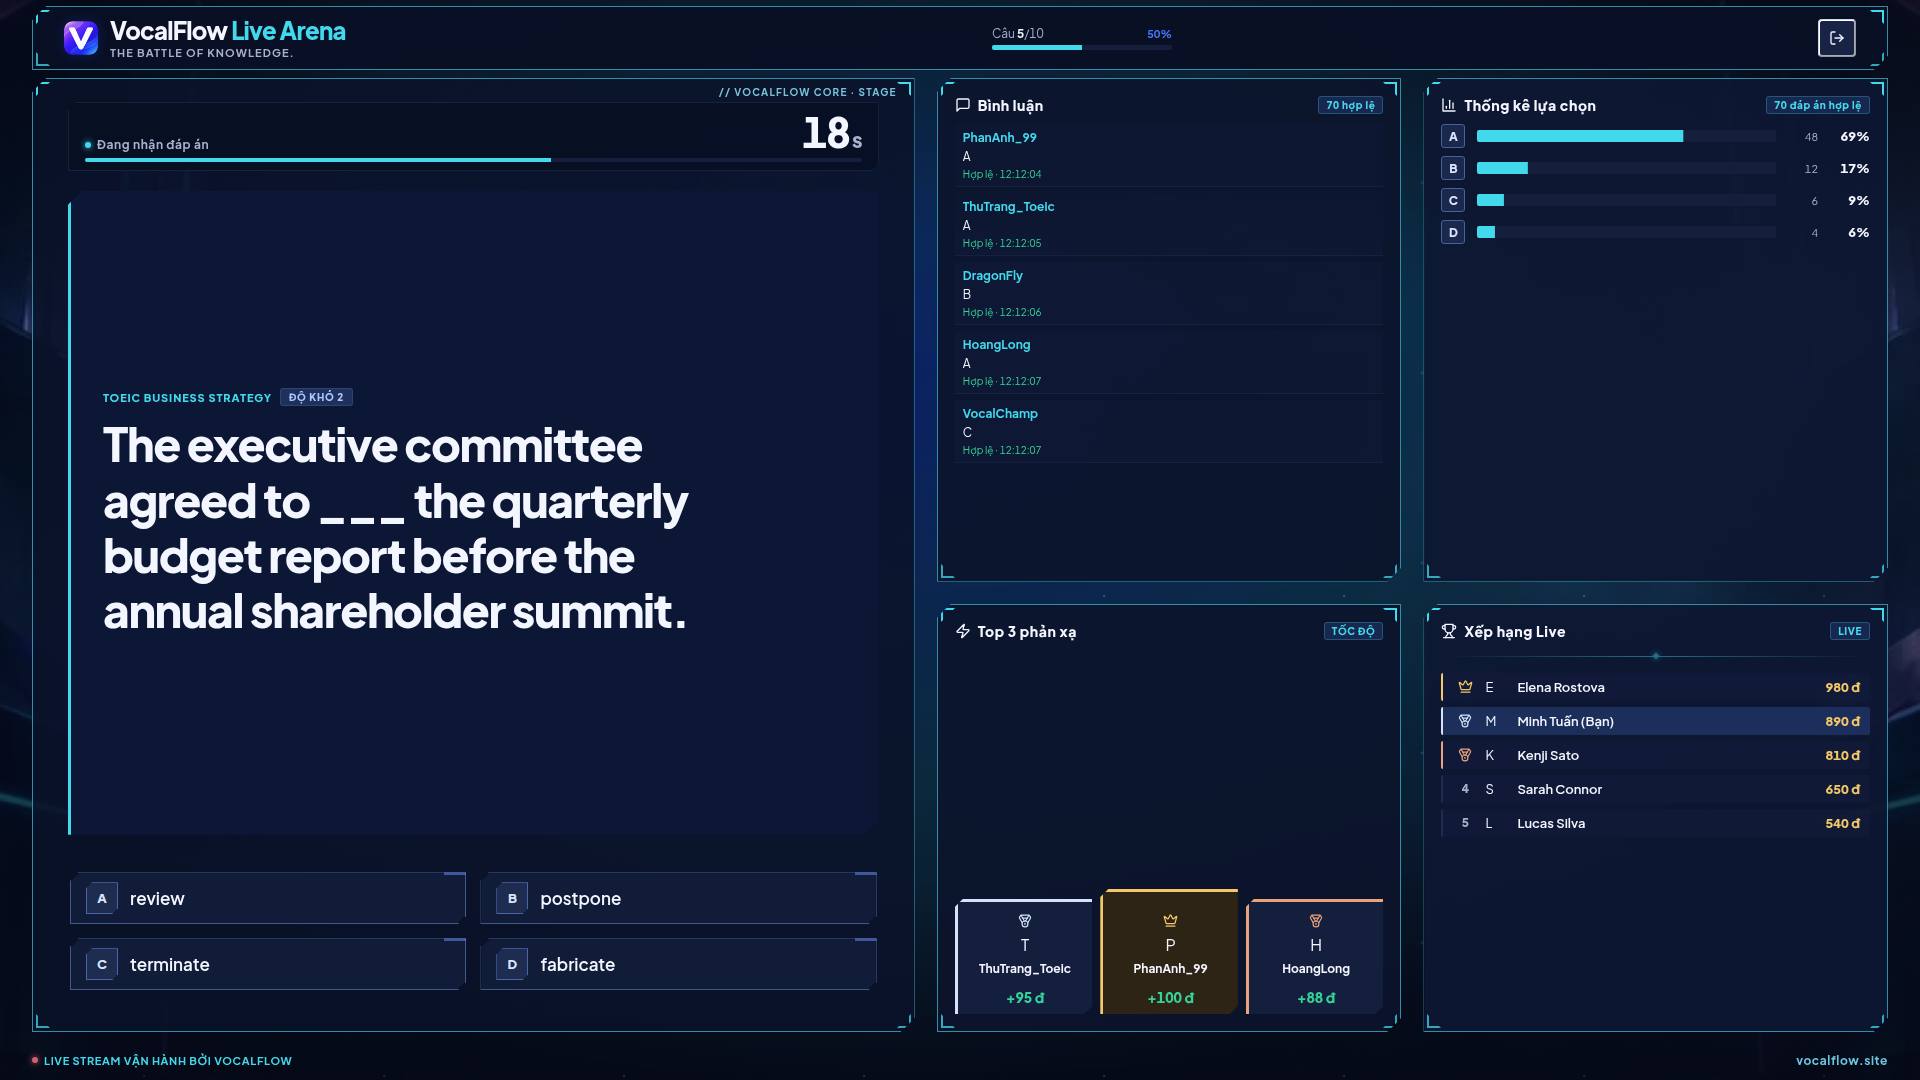 VocalFlow Live Arena
THE BATTLE OF KNOWLEDGE.
Câu 5/10
50%
// VOCALFLOW CORE · STAGE
Đang nhận đáp án
18s
TOEIC BUSINESS STRATEGY
ĐỘ KHÓ 2
The executive committee
agreed to ___ the quarterly
budget report before the
annual shareholder summit.
A review
B postpone
C terminate
D fabricate
Bình luận
70 hợp lệ
PhanAnh_99
A
Hợp lệ · 12:12:04
ThuTrang_Toeic
A
Hợp lệ · 12:12:05
DragonFly
B
Hợp lệ · 12:12:06
HoangLong
A
Hợp lệ · 12:12:07
VocalChamp
C
Hợp lệ · 12:12:07
Thống kê lựa chọn
70 đáp án hợp lệ
A 48 69%
B 12 17%
C 6 9%
D 4 6%
Top 3 phản xạ
TỐC ĐỘ
T
ThuTrang_Toeic
+95 đ
P
PhanAnh_99
+100 đ
H
HoangLong
+88 đ
Xếp hạng Live
LIVE
E Elena Rostova 980 đ
M Minh Tuấn (Bạn) 890 đ
K Kenji Sato 810 đ
4 S Sarah Connor 650 đ
5 L Lucas Silva 540 đ
LIVE STREAM VẬN HÀNH BỞI VOCALFLOW
vocalflow.site